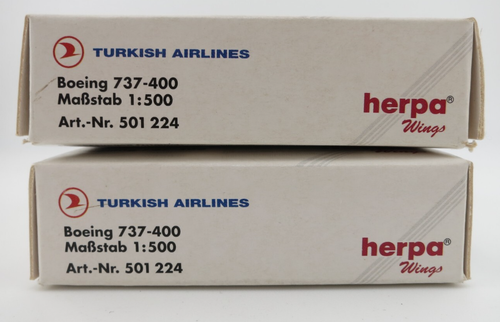 TURKISH AIRLINES
Boeing 737-400
Maßstab 1:500
Art.-Nr. 501 224
herpa®
Wings
TURKISH AIRLINES
Boeing 737-400
Maßstab 1:500
Art.-Nr. 501 224
herpa®
Wings